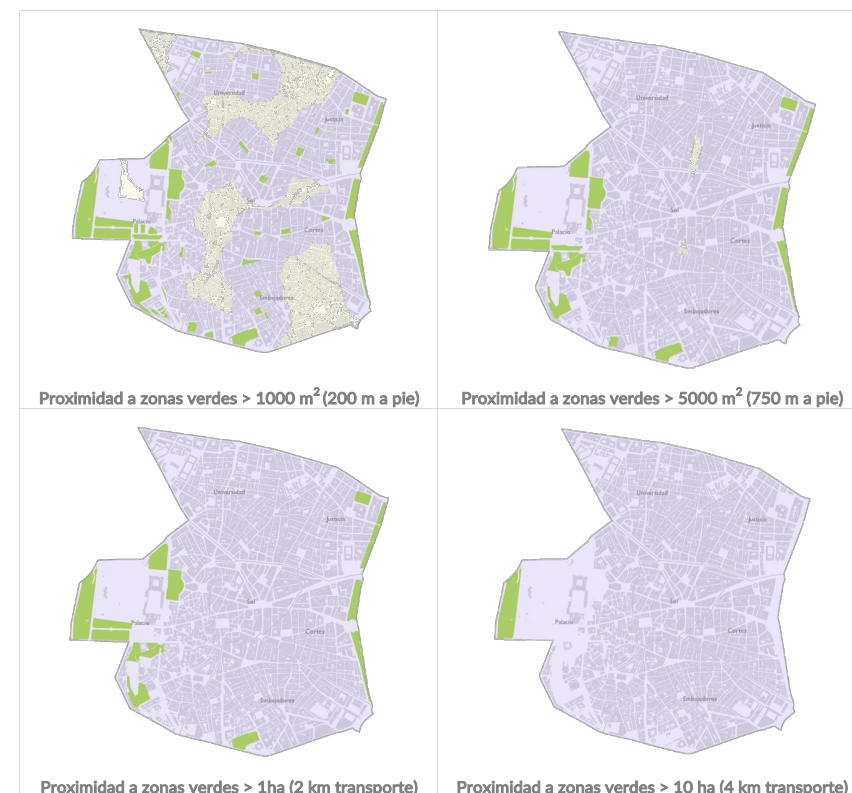 Universidad
Justicia
Sol
Palacio
Cortes
Embajadores
Proximidad a zonas verdes > 1000 m² (200 m a pie)
Universidad
Justicia
Sol
Palacio
Cortes
Embajadores
Proximidad a zonas verdes > 5000 m² (750 m a pie)
Universidad
Justicia
Sol
Palacio
Cortes
Embajadores
Proximidad a zonas verdes > 1ha (2 km transporte)
Universidad
Justicia
Sol
Palacio
Cortes
Embajadores
Proximidad a zonas verdes > 10 ha (4 km transporte)